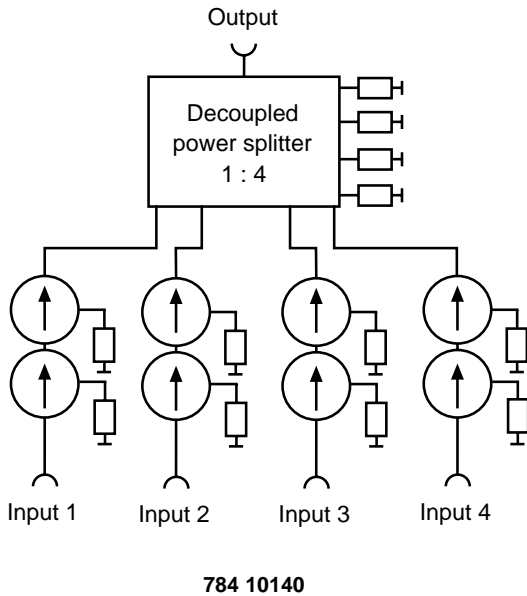 Output
Decoupled
power splitter
1 : 4
Input 1
Input 2
Input 3
Input 4
784 10140